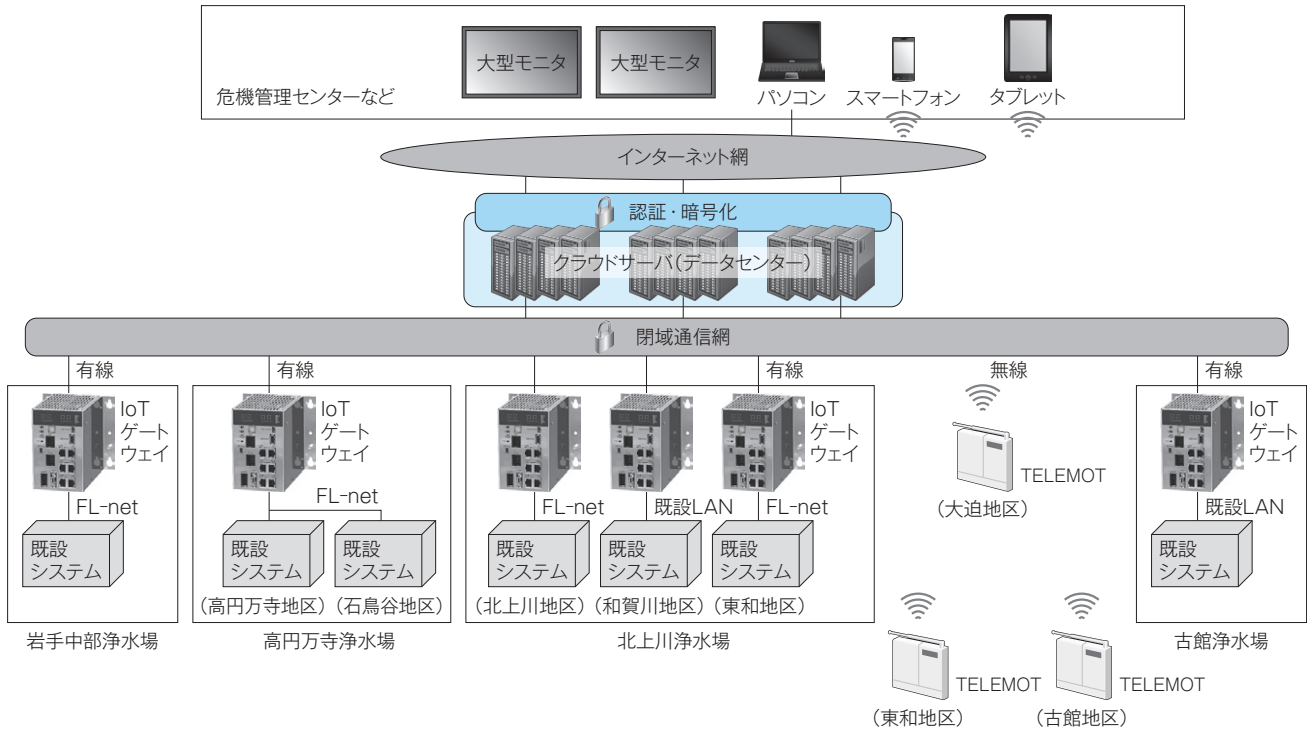 大型モニタ
大型モニタ
危機管理センターなど
パソコン
スマートフォン
タブレット
インターネット網
認証・暗号化
クラウドサーバ(データセンター)
閉域通信網
有線
有線
有線
無線
有線
IoT
ゲート
ウェイ
IoT
ゲート
ウェイ
IoT
ゲート
ウェイ
IoT
ゲート
ウェイ
TELEMOT
(大迫地区)
FL-net
FL-net
FL-net
既設LAN
FL-net
既設LAN
既設
システム
既設
システム
既設
システム
既設
システム
既設
システム
既設
システム
既設
システム
(高円万寺地区)
(石鳥谷地区)
(北上川地区)
(和賀川地区)
(東和地区)
岩手中部浄水場
高円万寺浄水場
北上川浄水場
古館浄水場
TELEMOT
(東和地区)
TELEMOT
(古館地区)